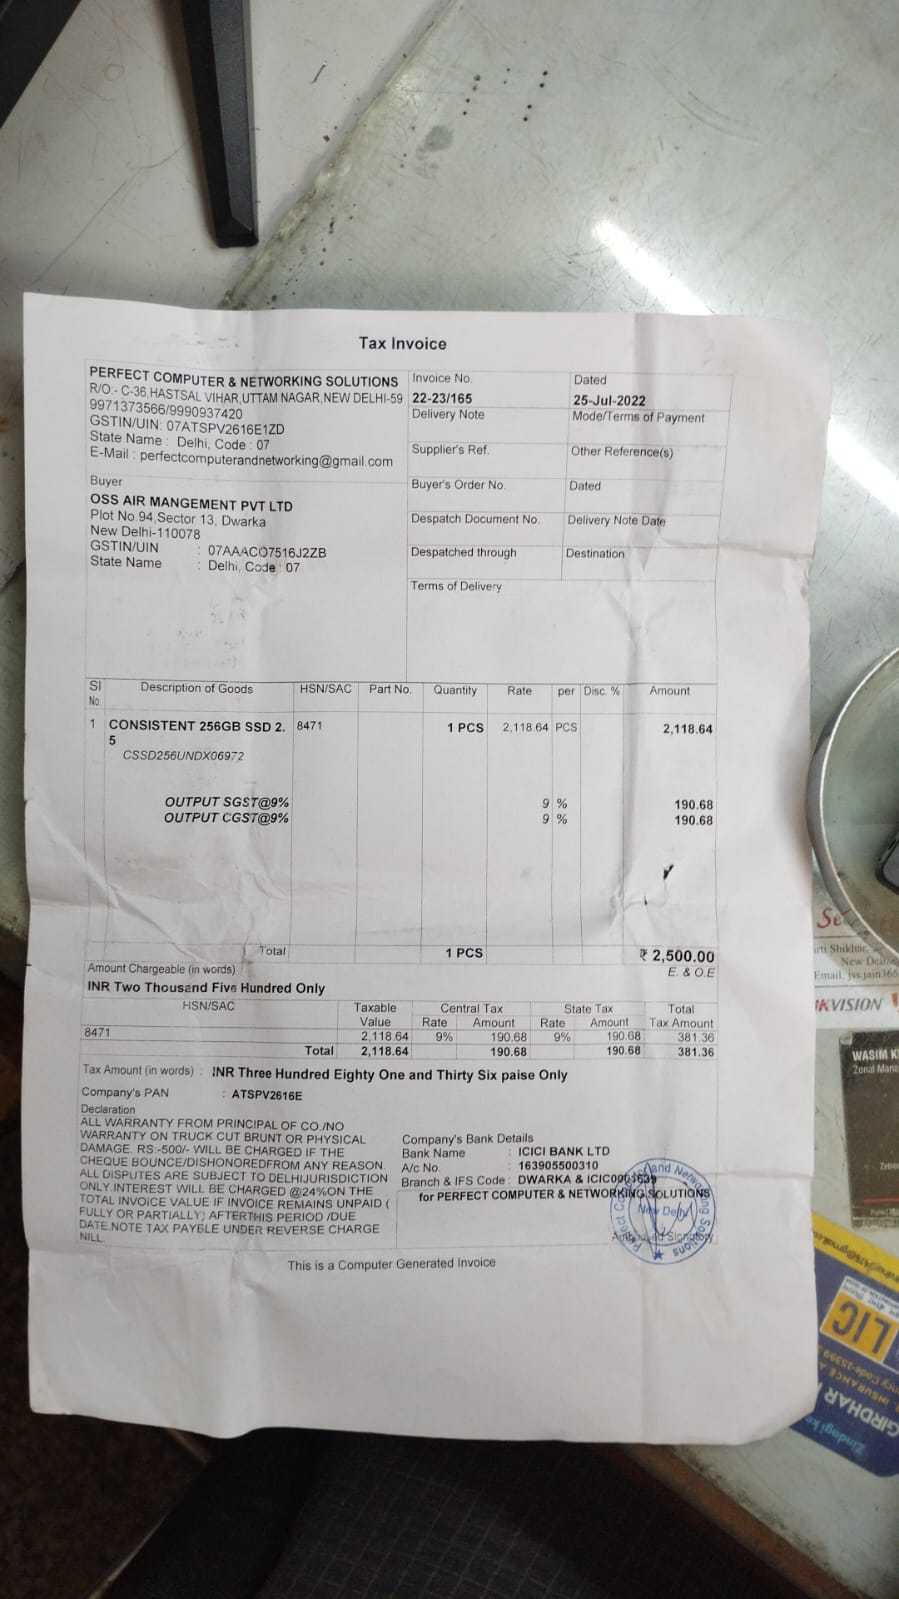 Tax Invoice
PERFECT COMPUTER & NETWORKING SOLUTIONS
R/O:- C-36,HASTSAL VIHAR,UTTAM NAGAR,NEW DELHI-59
9971373566/9990937420
GSTIN/UIN: 07ATSPV2616E1ZD
State Name : Delhi, Code : 07
E-Mail : perfectcomputerandnetworking@gmail.com
Invoice No.
22-23/165
Dated
25-Jul-2022
Delivery Note
Mode/Terms of Payment
Supplier's Ref.
Other Reference(s)
Buyer
OSS AIR MANGEMENT PVT LTD
Plot No.94,Sector 13, Dwarka
New Delhi-110078
GSTIN/UIN : 07AAACO7516J2ZB
State Name : Delhi, Code : 07
Buyer's Order No.
Dated
Despatch Document No.
Delivery Note Date
Despatched through
Destination
Terms of Delivery
SI No. Description of Goods HSN/SAC Part No. Quantity Rate per Disc. % Amount
1 CONSISTENT 256GB SSD 2. 8471 1 PCS 2,118.64 PCS 2,118.64
5
CSSD256UNDX06972
OUTPUT SGST@9% 9 % 190.68
OUTPUT CGST@9% 9 % 190.68
Total 1 PCS ₹ 2,500.00
Amount Chargeable (in words) E. & O.E
INR Two Thousand Five Hundred Only
HSN/SAC Taxable Value Central Tax State Tax Total Tax Amount
Rate Amount Rate Amount
8471 2,118.64 9% 190.68 9% 190.68 381.36
Total 2,118.64 190.68 190.68 381.36
Tax Amount (in words) : INR Three Hundred Eighty One and Thirty Six paise Only
Company's PAN : ATSPV2616E
Declaration
ALL WARRANTY FROM PRINCIPAL OF CO./NO
WARRANTY ON TRUCK CUT BRUNT OR PHYSICAL
DAMAGE. RS:-500/- WILL BE CHARGED IF THE
CHEQUE BOUNCE/DISHONOREDFROM ANY REASON.
ALL DISPUTES ARE SUBJECT TO DELHIJURISDICTION
ONLY.INTEREST WILL BE CHARGED @24%ON THE
TOTAL INVOICE VALUE IF INVOICE REMAINS UNPAID (
FULLY OR PARTIALLY; AFTERTHIS PERIOD /DUE
DATE.NOTE TAX PAYBLE UNDER REVERSE CHARGE
NILL.
Company's Bank Details
Bank Name : ICICI BANK LTD
A/c No. : 163905500310
Branch & IFS Code : DWARKA & ICIC0001639
for PERFECT COMPUTER & NETWORKING SOLUTIONS
New Delhi
Authorised Signatory
This is a Computer Generated Invoice
Shikhar,
New Delhi
KVISION
WASIM K
Zonal Mana
LIC
GIRDHAR
Zindagi ke